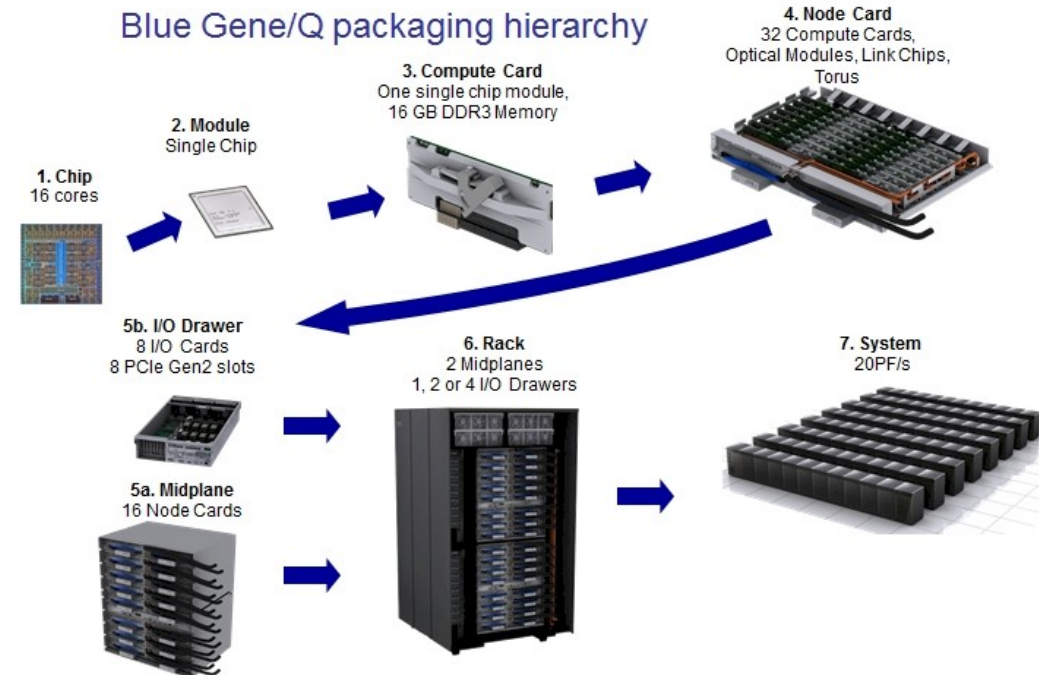 Blue Gene/Q packaging hierarchy
1. Chip
16 cores
2. Module
Single Chip
3. Compute Card
One single chip module,
16 GB DDR3 Memory
4. Node Card
32 Compute Cards,
Optical Modules, Link Chips,
Torus
5b. I/O Drawer
8 I/O Cards
8 PCIe Gen2 slots
5a. Midplane
16 Node Cards
6. Rack
2 Midplanes
1, 2 or 4 I/O Drawers
7. System
20PF/s